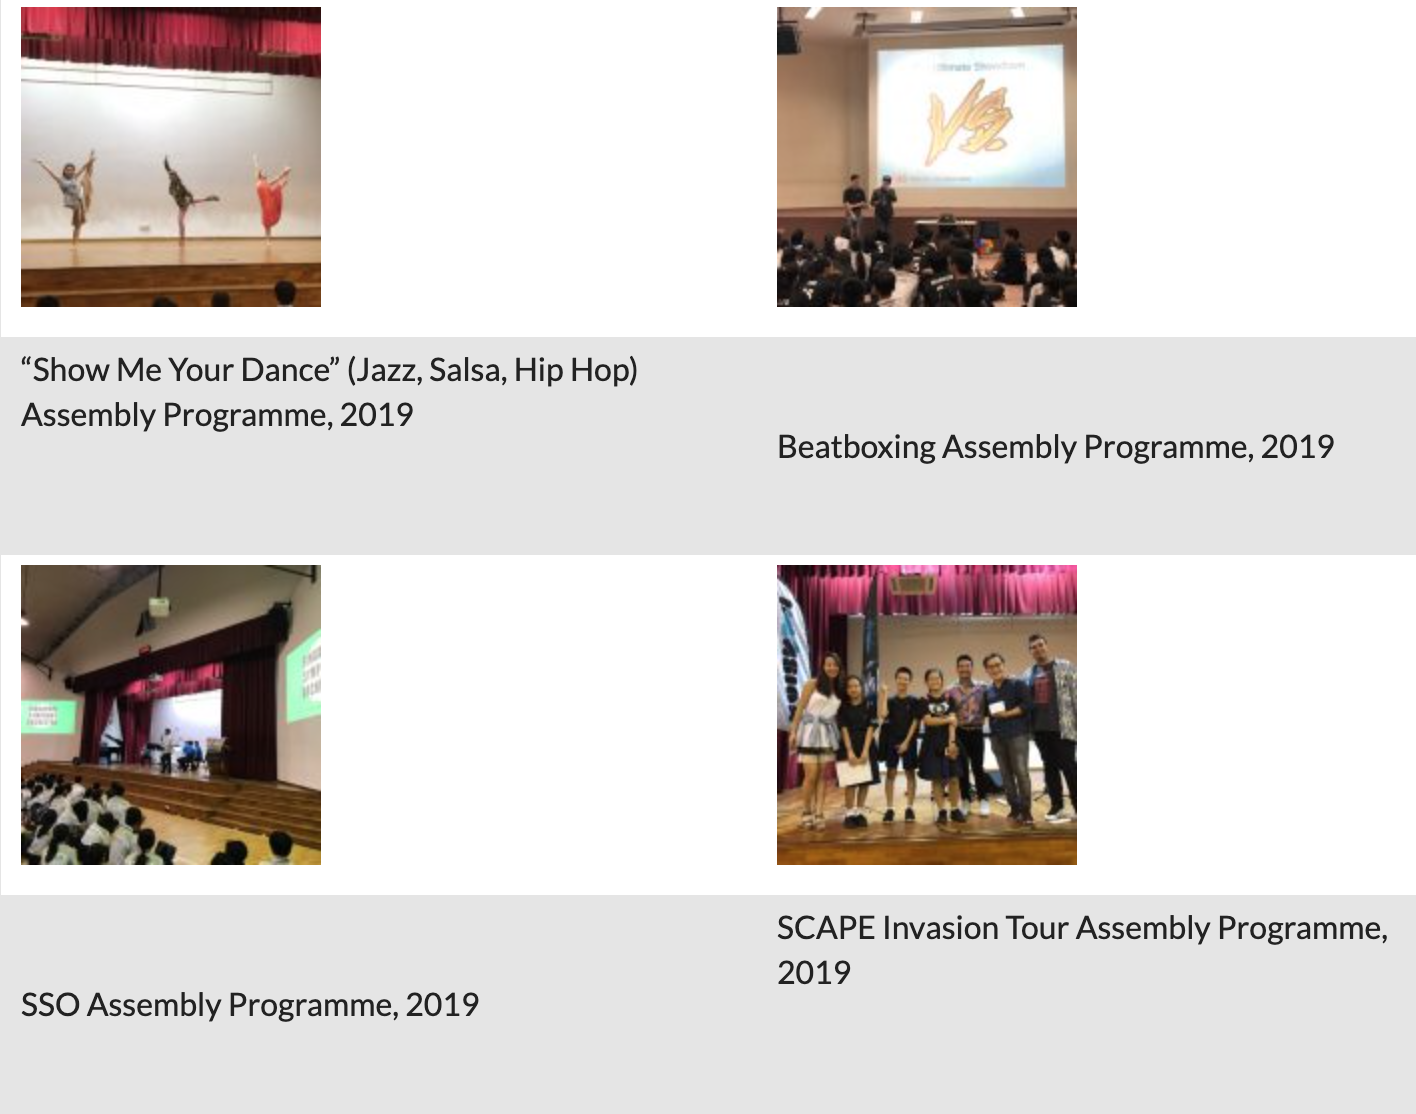 VS.
“Show Me Your Dance” (Jazz, Salsa, Hip Hop)
Assembly Programme, 2019
Beatboxing Assembly Programme, 2019
SSO Assembly Programme, 2019
SCAPE Invasion Tour Assembly Programme,
2019